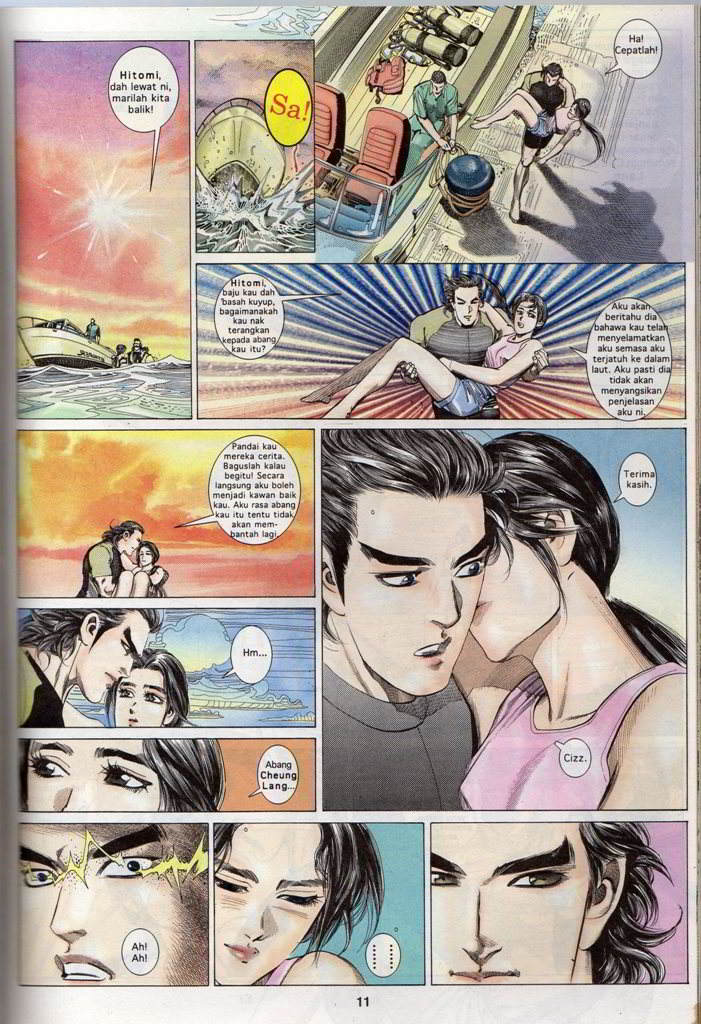 Hitomi,
dah lewat ni,
marilah kita
balik!
Sa!
Ha!
Cepatlah!
Hitomi,
baju kau dah
basah kuyup,
bagaimanakah
kau nak
terangkan
kepada abang
kau itu?
Aku akan
beritahu dia
bahawa kau telah
menyelamatkan
aku semasa aku
terjatuh ke dalam
laut. Aku pasti dia
tidak akan
menyangsikan
penjelasan
aku ni.
Pandai kau
mereka cerita.
Baguslah kalau
begitu! Secara
langsung aku boleh
menjadi kawan baik
kau. Aku rasa abang
kau itu tentu tidak
akan mem-
bantah lagi.
Terima
kasih.
Hm...
Cizz.
Abang
Cheung
Lang...
Ah!
Ah!
11